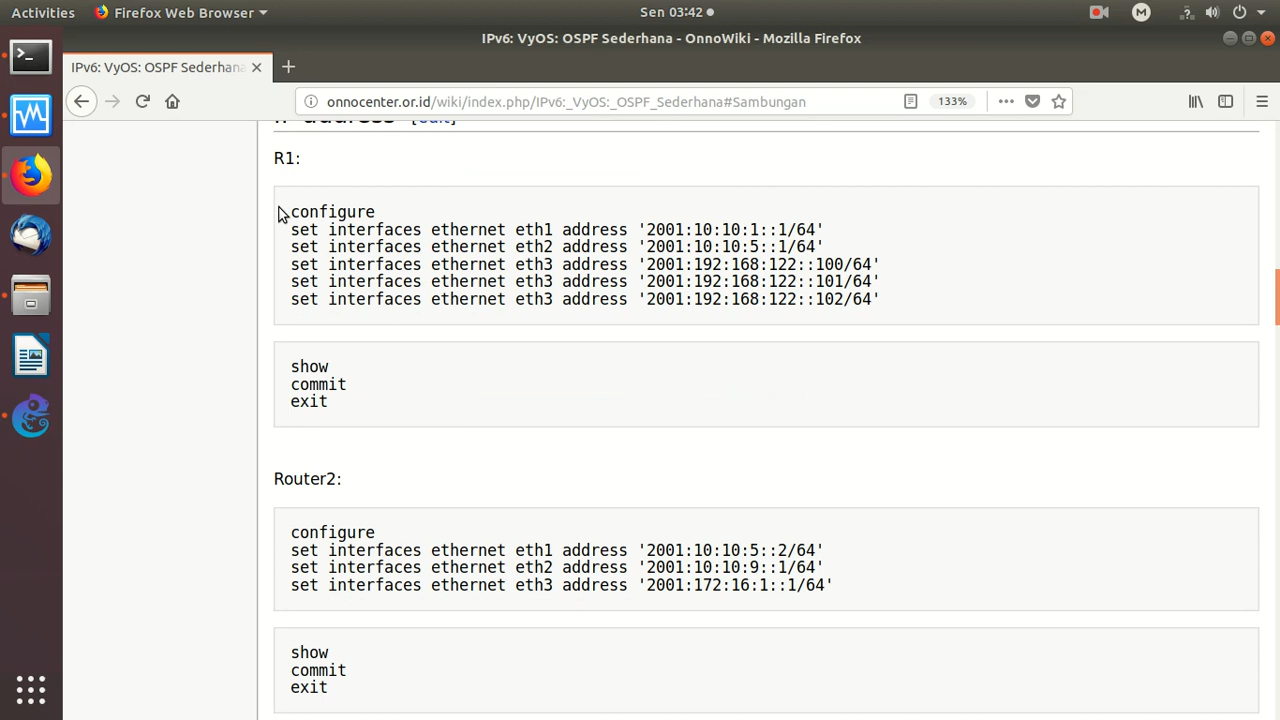 Activities
Firefox Web Browser
Sen 03:42
M
IPv6: VyOS: OSPF Sederhana - OnnoWiki - Mozilla Firefox
IPv6: VyOS: OSPF Sederhana
onnocenter.or.id/wiki/index.php/IPv6:_VyOS:_OSPF_Sederhana#Sambungan
133%
R1:
configure
set interfaces ethernet eth1 address '2001:10:10:1::1/64'
set interfaces ethernet eth2 address '2001:10:10:5::1/64'
set interfaces ethernet eth3 address '2001:192:168:122::100/64'
set interfaces ethernet eth3 address '2001:192:168:122::101/64'
set interfaces ethernet eth3 address '2001:192:168:122::102/64'
show
commit
exit
Router2:
configure
set interfaces ethernet eth1 address '2001:10:10:5::2/64'
set interfaces ethernet eth2 address '2001:10:10:9::1/64'
set interfaces ethernet eth3 address '2001:172:16:1::1/64'
show
commit
exit